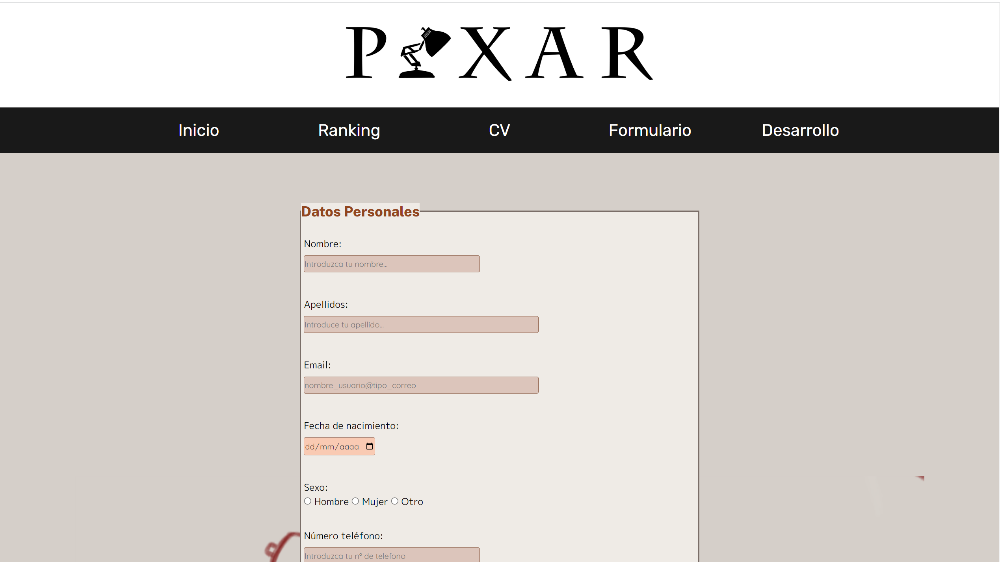 PIXAR
Inicio Ranking CV Formulario Desarrollo
Datos Personales
Nombre:
Introduzca tu nombre...
Apellidos:
Introduce tu apellido...
Email:
nombre_usuario@tipo_correo
Fecha de nacimiento:
dd/mm/aaaa
Sexo:
Hombre Mujer Otro
Número teléfono:
Introduzca tu nº de telefono